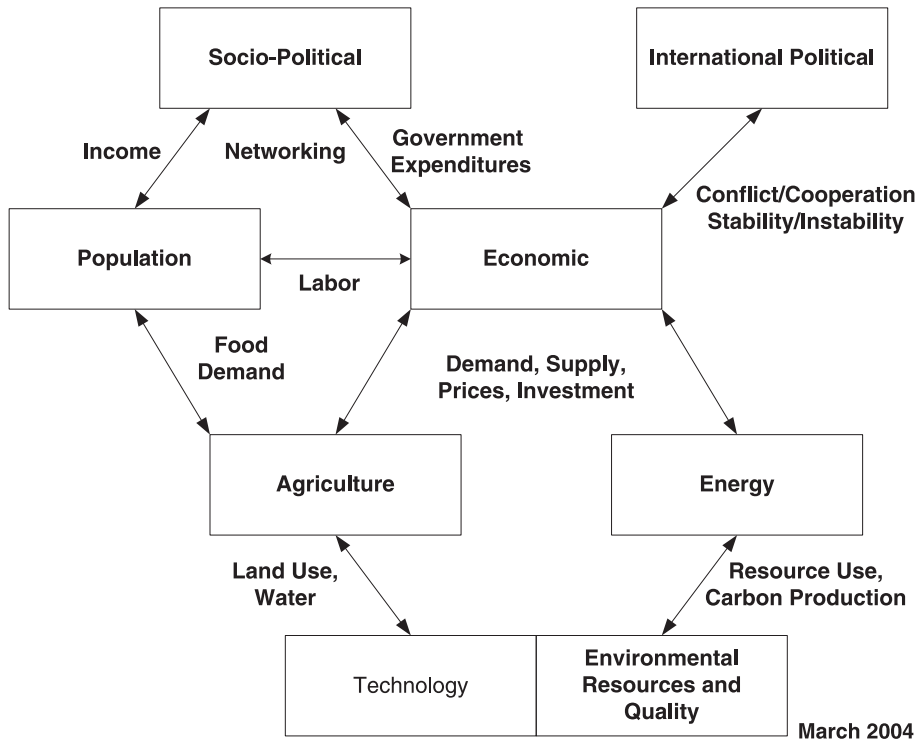 Socio-Political
International Political
Income
Networking
Government
Expenditures
Conflict/Cooperation
Stability/Instability
Population
Economic
Labor
Food
Demand
Demand, Supply,
Prices, Investment
Agriculture
Energy
Land Use,
Water
Resource Use,
Carbon Production
Technology
Environmental
Resources and
Quality
March 2004